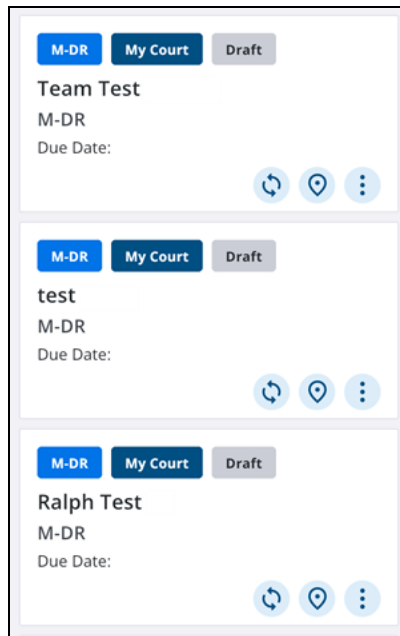 M-DR My Court Draft
Team Test
M-DR
Due Date:
M-DR My Court Draft
test
M-DR
Due Date:
M-DR My Court Draft
Ralph Test
M-DR
Due Date: